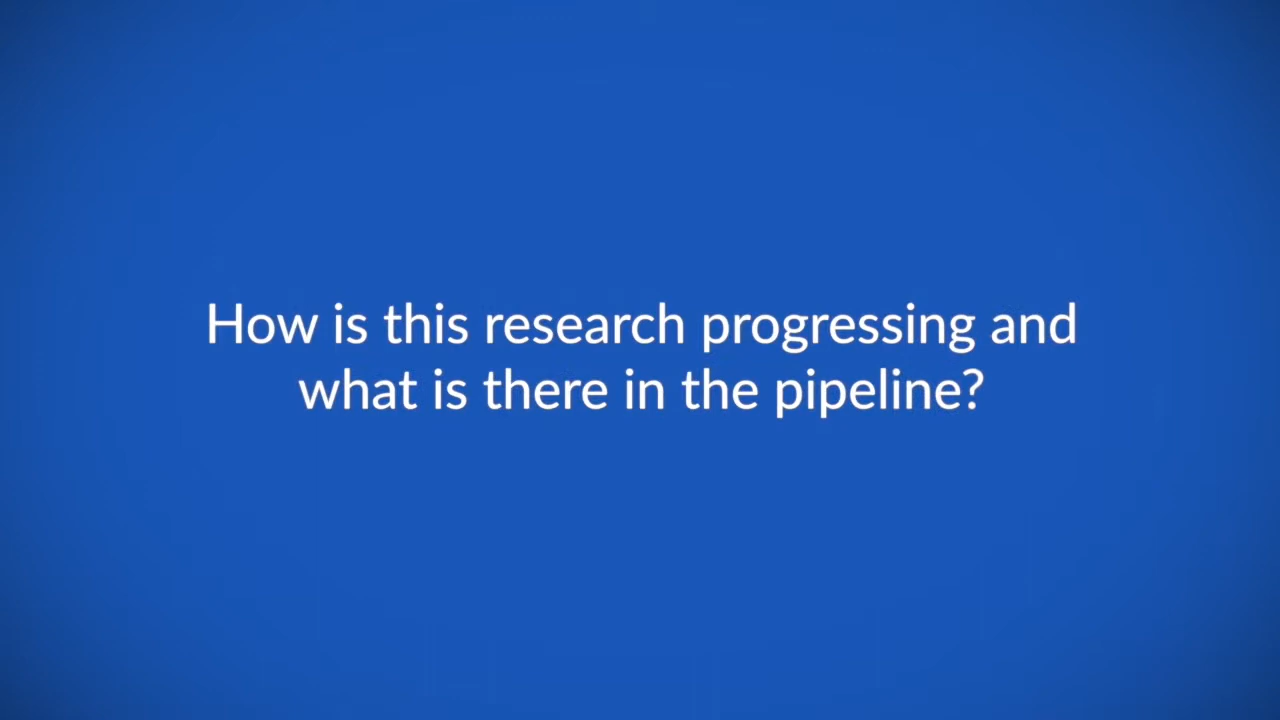 How is this research progressing and
what is there in the pipeline?